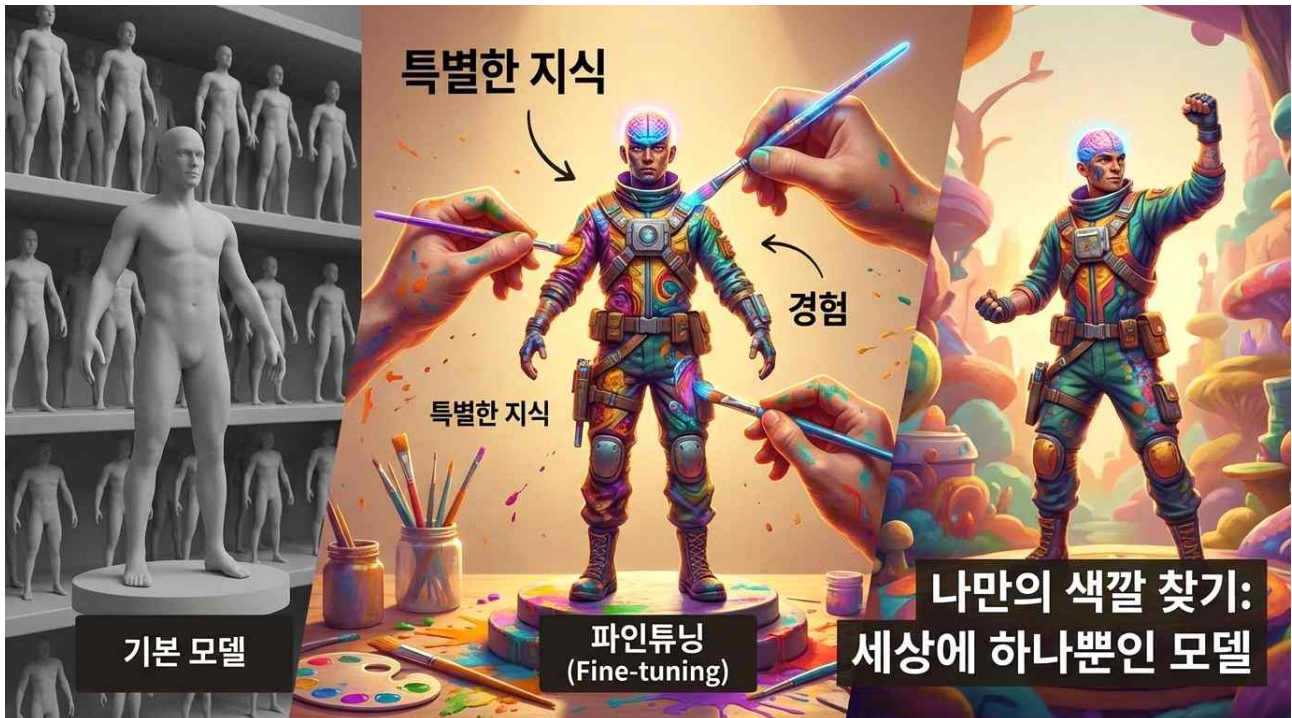 특별한 지식
경험
특별한 지식
기본 모델
파인튜닝
(Fine-tuning)
나만의 색깔 찾기:
세상에 하나뿐인 모델